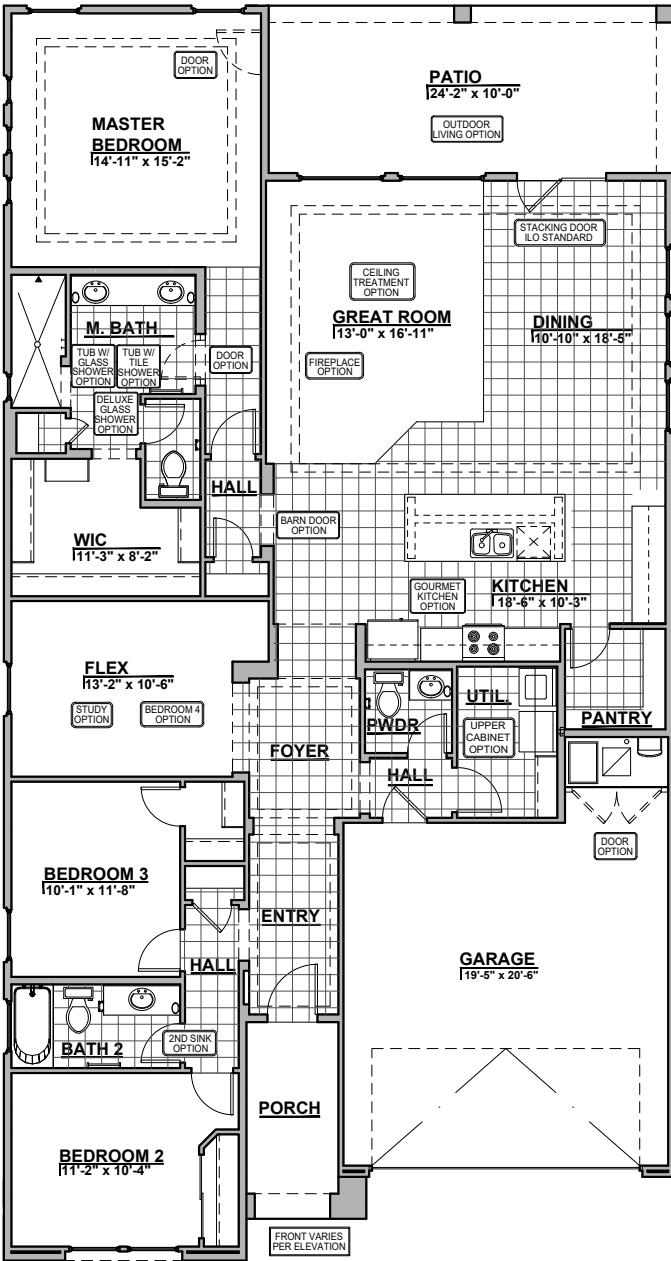 DOOR
OPTION
PATIO
24'-2" x 10'-0"
OUTDOOR
LIVING OPTION
MASTER
BEDROOM
14'-11" x 15'-2"
STACKING DOOR
ILO STANDARD
CEILING
TREATMENT
OPTION
GREAT ROOM
13'-0" x 16'-11"
DINING
10'-10" x 18'-5"
FIREPLACE
OPTION
M. BATH
TUB W/
GLASS
SHOWER
OPTION
TUB W/
TILE
SHOWER
OPTION
DOOR
OPTION
DELUXE
GLASS
SHOWER
OPTION
HALL
BARN DOOR
OPTION
WIC
11'-3" x 8'-2"
GOURMET
KITCHEN
OPTION
KITCHEN
18'-6" x 10'-3"
FLEX
13'-2" x 10'-6"
STUDY
OPTION
BEDROOM 4
OPTION
FOYER
PWDR
UTIL.
UPPER
CABINET
OPTION
PANTRY
HALL
DOOR
OPTION
BEDROOM 3
10'-1" x 11'-8"
ENTRY
HALL
GARAGE
19'-5" x 20'-6"
BATH 2
2ND SINK
OPTION
PORCH
BEDROOM 2
11'-2" x 10'-4"
FRONT VARIES
PER ELEVATION